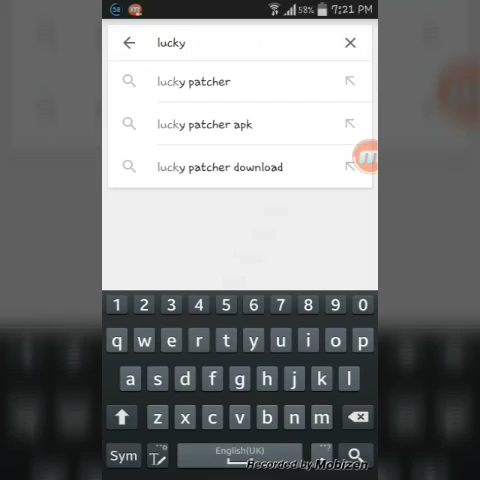 58 58% 7:21 PM
lucky
lucky patcher
lucky patcher apk
lucky patcher download
1 2 3 4 5 6 7 8 9 0
q w e r t y u i o p
a s d f g h j k l
z x c v b n m
Sym English(UK)
Recorded by Mobizen